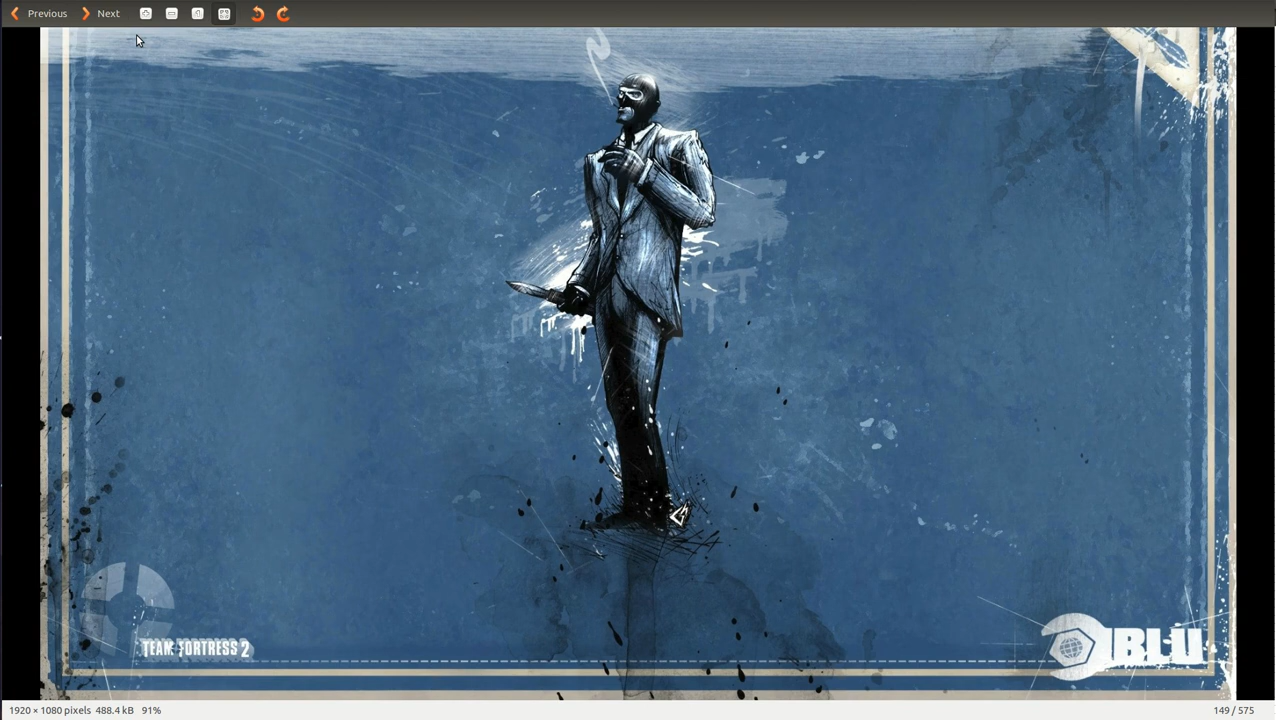 Previous Next
TEAM FORTRESS 2
BLU
1920 × 1080 pixels 488.4 kB 91%
149 / 575